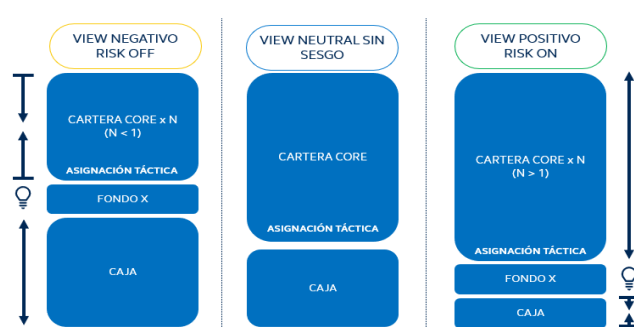 VIEW NEGATIVO
RISK OFF
CARTERA CORE x N
(N < 1)
ASIGNACIÓN TÁCTICA
FONDO X
CAJA
VIEW NEUTRAL SIN
SESGO
CARTERA CORE
ASIGNACIÓN TÁCTICA
CAJA
VIEW POSITIVO
RISK ON
CARTERA CORE x N
(N > 1)
ASIGNACIÓN TÁCTICA
FONDO X
CAJA